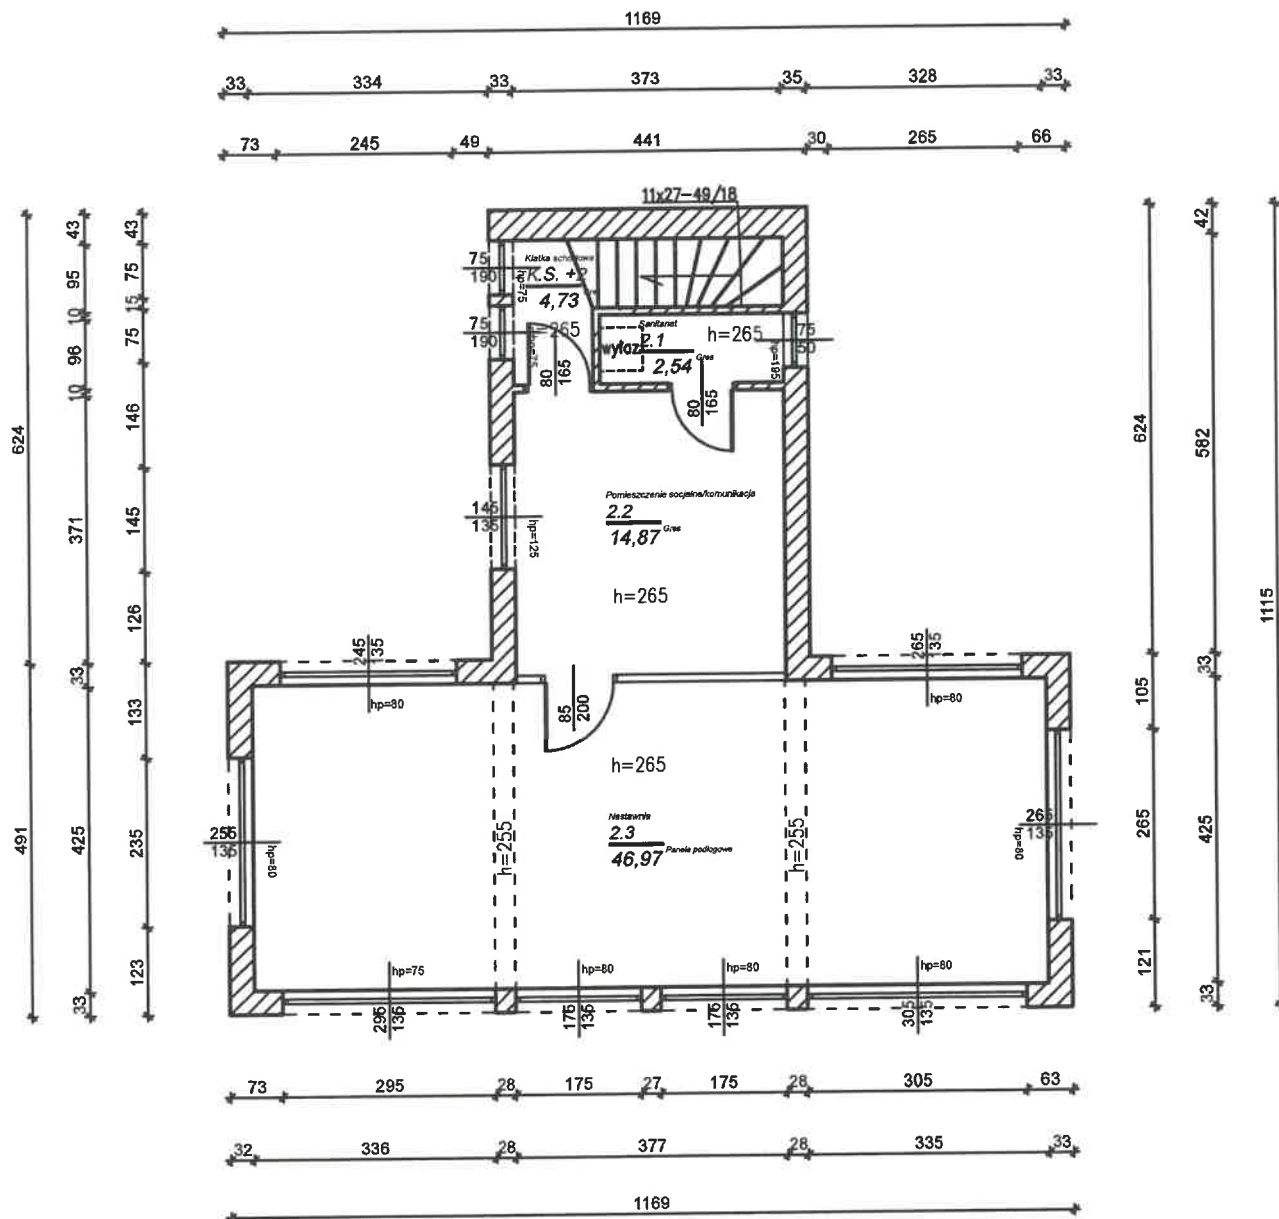 1169
33 334 33 373 35 328 33
73 245 49 441 30 265 66
11x27-49/18
43 95 10 96 10 371 33 425 33
43 75 15 75 146 145 126 133 235 123
624 491
Klatka schodowa
K.S. +2
4,73
hp=75
75
190
75
190
=265
80
165
Sanitariat
2.1
2,54 Gres
wyłaz
h=265
75
50
hp=185
80
165
145
135
hp=125
Pomieszczenie socjalne/komunikacja
2.2
14,87 Gres
h=265
245
135
hp=80
265
135
hp=80
85
200
h=265
Nastawnia
2.3
46,97 Panele podłogowe
h=255
h=255
255
135
hp=80
265
135
hp=80
hp=75
hp=80
hp=80
hp=80
295
135
175
135
175
135
305
135
624 105 265 121
42 582 33 425 33
1115
73 295 28 175 27 175 28 305 63
32 336 28 377 28 335 33
1169